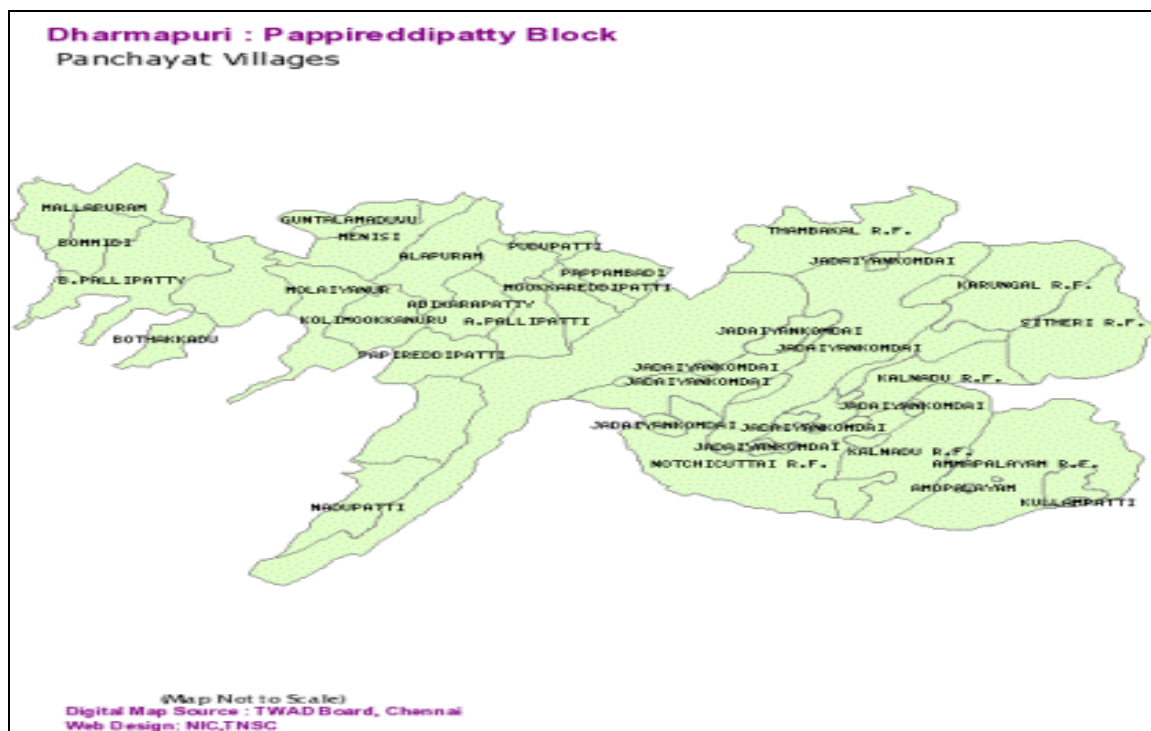 Dharmapuri : Pappireddipatty Block
Panchayat Villages
MALLAPURAM
GUNTALAMADUVU
THAMBAKAL R.F.
BOMMIDI
MENISI
PUDUPATTI
ALAPURAM
JADAIYANKOMDAI
PAPPAMBADI
B.PALLIPATTY
MOLAIYANUR
MOOKKAREDDIPATTI
KARUNGAL R.F.
ADIKARAPATTY
KOLIMOOKKANURU
A.PALLIPATTI
SITHERI R.F.
JADAIYANKOMDAI
BOTHAKKADU
JADAIYANKOMDAI
PAPIREDDIPATTI
JADAIYANKOMDAI
JADAIYANKOMDAI
KALNADU R.F.
JADAIYANKOMDAI
JADAIYANKOMDAI
JADAIYANKOMDAI
JADAIYANKOMDAI
KALNADU R.F.
NOTCHICUTTAI R.F.
AMMAPALAYAM R.F.
AMDPALAYAM
NADUPATTI
KULLAMPATTI
(Map Not to Scale)
Digital Map Source : TWAD Board, Chennai
Web Design: NIC,TNSC